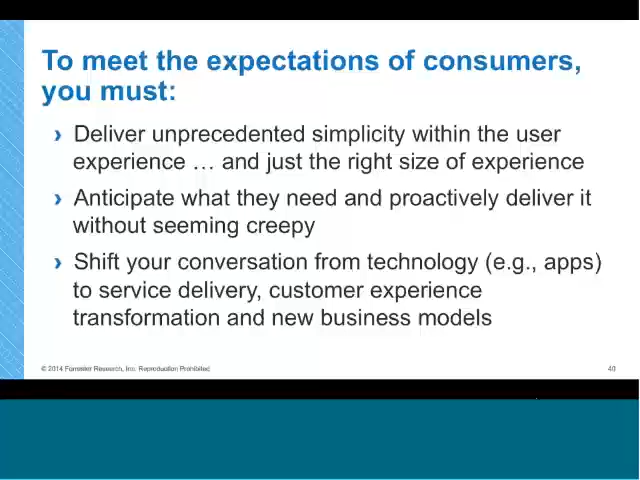 To meet the expectations of consumers,
you must:
› Deliver unprecedented simplicity within the user
experience … and just the right size of experience
› Anticipate what they need and proactively deliver it
without seeming creepy
› Shift your conversation from technology (e.g., apps)
to service delivery, customer experience
transformation and new business models
© 2014 Forrester Research, Inc. Reproduction Prohibited
40